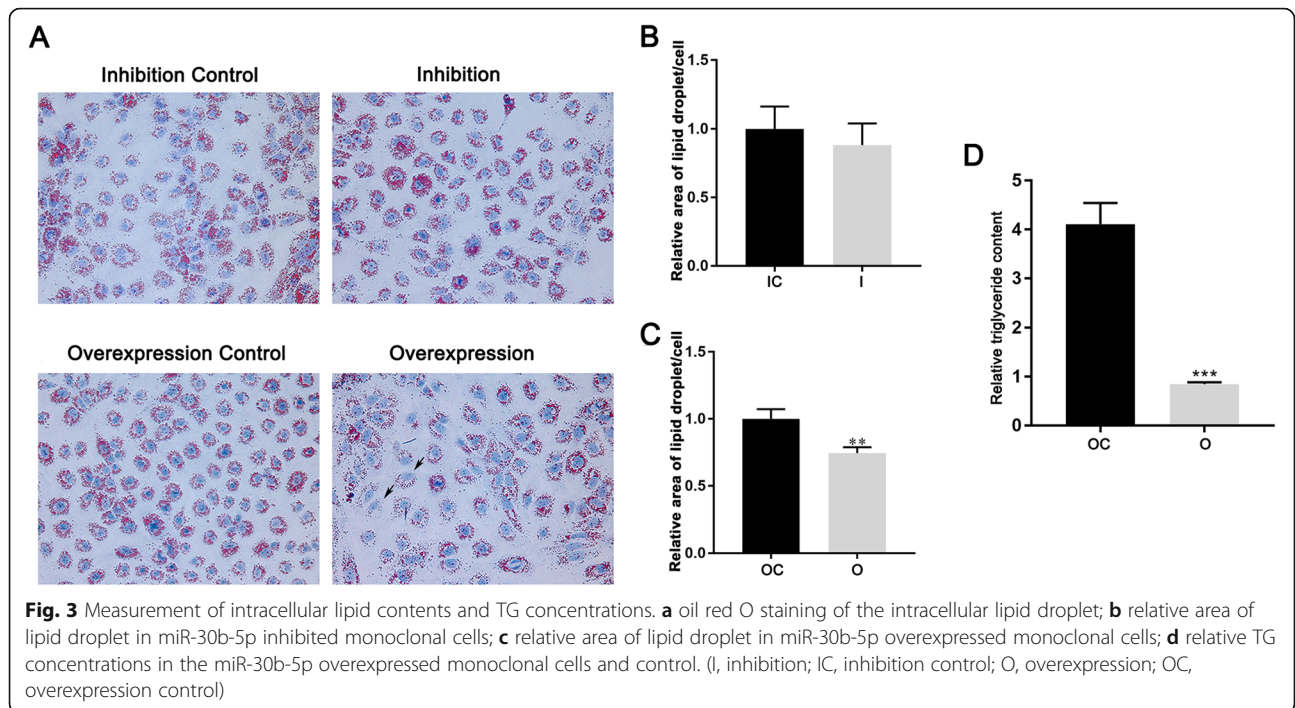 A
Inhibition Control
Inhibition
Overexpression Control
Overexpression
B
Relative area of lipid droplet/cell
1.5
1.0
0.5
0.0
IC
I
C
Relative area of lipid droplet/cell
1.5
1.0
0.5
0.0
**
OC
O
D
Relative triglyceride content
5
4
3
2
1
0
***
OC
O
Fig. 3 Measurement of intracellular lipid contents and TG concentrations. a oil red O staining of the intracellular lipid droplet; b relative area of
lipid droplet in miR-30b-5p inhibited monoclonal cells; c relative area of lipid droplet in miR-30b-5p overexpressed monoclonal cells; d relative TG
concentrations in the miR-30b-5p overexpressed monoclonal cells and control. (I, inhibition; IC, inhibition control; O, overexpression; OC,
overexpression control)